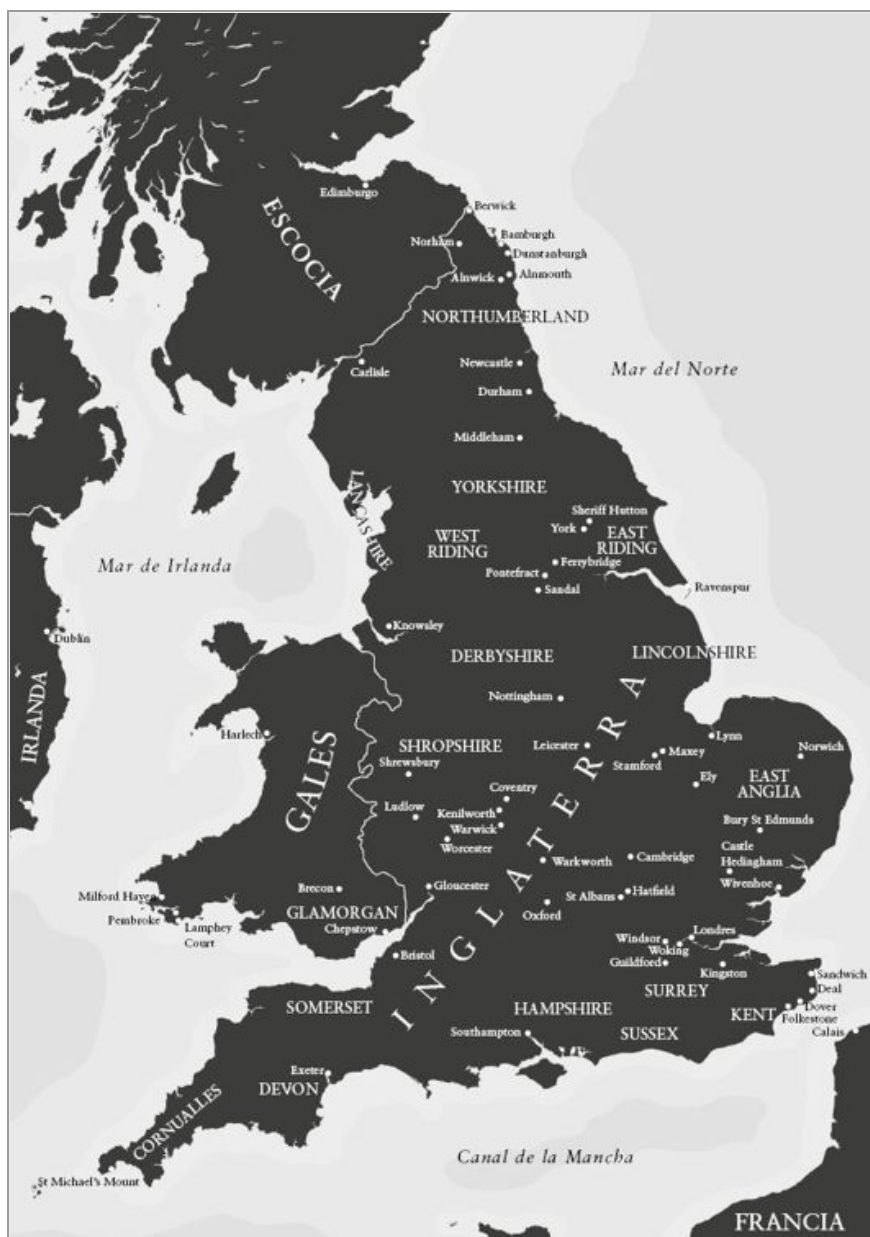 Edimburgo
ESCOCIA
Berwick
Bamburgh
Norham
Dunstanburgh
Alnwick
Alnmouth
NORTHUMBERLAND
Carlisle
Newcastle
Mar del Norte
Durham
Middleham
LANCASHIRE
YORKSHIRE
Sheriff Hutton
York
WEST
RIDING
EAST
RIDING
Mar de Irlanda
Ferrybridge
Pontefract
Sandal
Ravenspur
Knowsley
Dublin
IRLANDA
DERBYSHIRE
LINCOLNSHIRE
Nottingham
Harlech
GALES
SHROPSHIRE
Shrewsbury
Leicester
Stamford
Maxey
Lynn
Norwich
Ely
EAST
ANGLIA
Coventry
Ludlow
Kenilworth
Warwick
Worcester
INGLATERRA
Bury St Edmunds
Castle
Hedingham
Wivenhoe
Warkworth
Cambridge
Brecon
Gloucester
St Albans
Hatfield
Oxford
Milford Haven
Pembroke
Lamphey
Court
GLAMORGAN
Chepstow
Bristol
Londres
Windsor
Woking
Guildford
Kingston
Sandwich
Deal
Dover
Folkestone
Calais
SURREY
KENT
SOMERSET
HAMPSHIRE
SUSSEX
Southampton
Exeter
DEVON
CORNUALLES
St Michael's Mount
Canal de la Mancha
FRANCIA